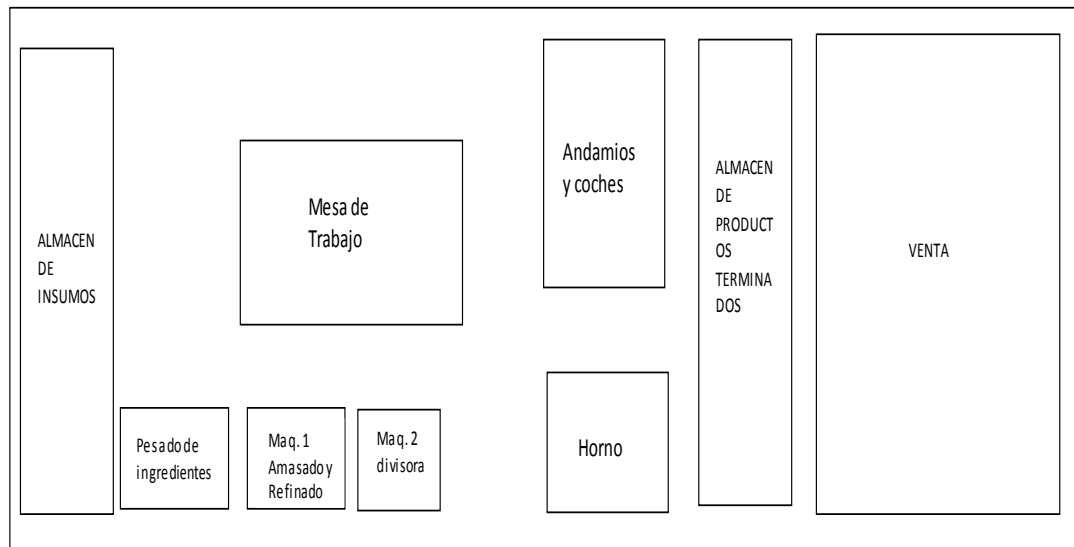 ALMACEN
DE
INSUMOS
Mesa de
Trabajo
Andamios
y coches
ALMACEN
DE
PRODUCT
OS
TERMINA
DOS
VENTA
Pesado de
ingredientes
Maq. 1
Amasado y
Refinado
Maq. 2
divisora
Horno